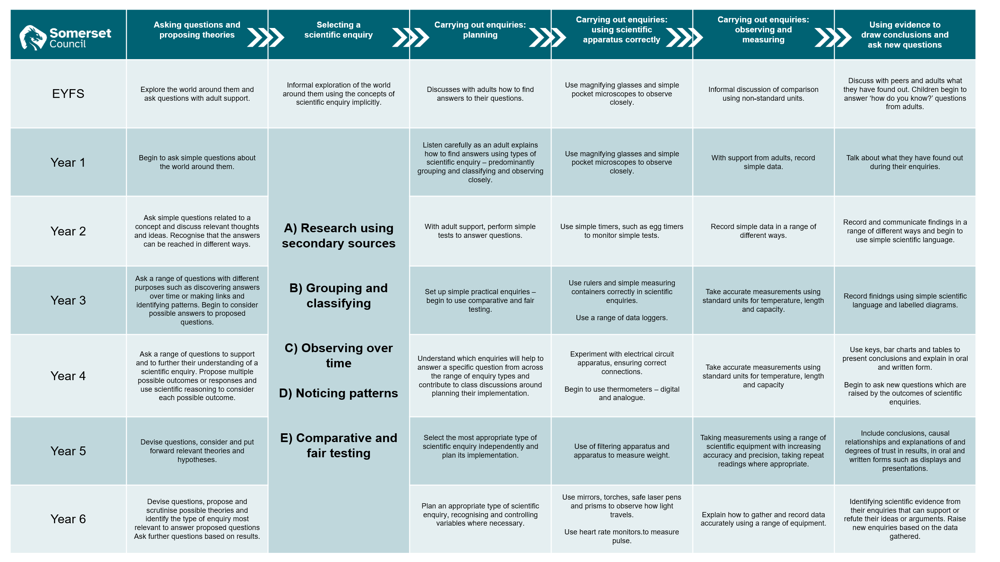 Somerset
Council
Asking questions and
proposing theories
Selecting a
scientific enquiry
Carrying out enquiries:
planning
Carrying out enquiries:
using scientific
apparatus correctly
Carrying out enquiries:
observing and
measuring
Using evidence to
draw conclusions and
ask new questions
EYFS
Explore the world around them and
ask questions with adult support.
Informal exploration of the world
around them using the concepts of
scientific enquiry implicitly.
Discusses with adults how to find
answers to their questions.
Use magnifying glasses and simple
pocket microscopes to observe
closely.
Informal discussion of comparison
using non-standard units.
Discuss with peers and adults what
they have found out. Children begin to
answer ‘how do you know?’ questions
from adults.
Year 1
Begin to ask simple questions about
the world around them.
A) Research using
secondary sources
B) Grouping and
classifying
C) Observing over
time
D) Noticing patterns
E) Comparative and
fair testing
Listen carefully as an adult explains
how to find answers using types of
scientific enquiry – predominantly
grouping and classifying and observing
closely.
Use magnifying glasses and simple
pocket microscopes to observe
closely.
With support from adults, record
simple data.
Talk about what they have found out
during their enquiries.
Year 2
Ask simple questions related to a
concept and discuss relevant thoughts
and ideas. Recognise that the answers
can be reached in different ways.
With adult support, perform simple
tests to answer questions.
Use simple timers, such as egg timers
to monitor simple tests.
Record simple data in a range of
different ways.
Record and communicate findings in a
range of different ways and begin to
use simple scientific language.
Year 3
Ask a range of questions with different
purposes such as discovering answers
over time or making links and
identifying patterns. Begin to consider
possible answers to proposed
questions.
Set up simple practical enquiries –
begin to use comparative and fair
testing.
Use rulers and simple measuring
containers correctly in scientific
enquiries.
Use a range of data loggers.
Take accurate measurements using
standard units for temperature, length
and capacity.
Record finidngs using simple scientific
language and labelled diagrams.
Year 4
Ask a range of questions to support
and to further their understanding of a
scientific enquiry. Propose multiple
possible outcomes or responses and
use scientific reasoning to consider
each possible outcome.
Understand which enquiries will help to
answer a specific question from across
the range of enquiry types and
contribute to class discussions around
planning their implementation.
Experiment with electrical circuit
apparatus, ensuring correct
connections.
Begin to use thermometers – digital
and analogue.
Take accurate measurements using
standard units for temperature, length
and capacity
Use keys, bar charts and tables to
present conclusions and explain in oral
and written form.
Begin to ask new questions which are
raised by the outcomes of scientific
enquiries.
Year 5
Devise questions, consider and put
forward relevant theories and
hypotheses.
Select the most appropriate type of
scientific enquiry independently and
plan its implementation.
Use of filtering apparatus and
apparatus to measure weight.
Taking measurements using a range of
scientific equipment with increasing
accuracy and precision, taking repeat
readings where appropriate.
Include conclusions, causal
relationships and explanations of and
degrees of trust in results, in oral and
written forms such as displays and
presentations.
Year 6
Devise questions, propose and
scrutinise possible theories and
identify the type of enquiry most
relevant to answer proposed questions
Ask further questions based on results.
Plan an appropriate type of scientific
enquiry, recognising and controlling
variables where necessary.
Use mirrors, torches, safe laser pens
and prisms to observe how light
travels.
Use heart rate monitors.to measure
pulse.
Explain how to gather and record data
accurately using a range of equipment.
Identifying scientific evidence from
their enquiries that can support or
refute their ideas or arguments. Raise
new enquiries based on the data
gathered.